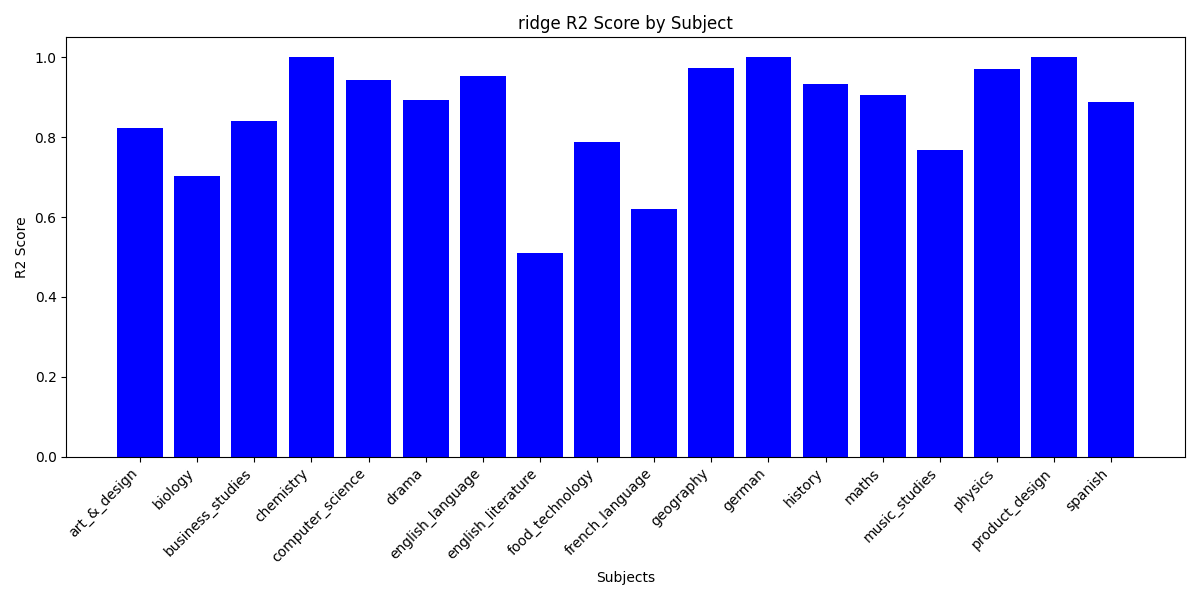 ridge R2 Score by Subject
R2 Score
1.0
0.8
0.6
0.4
0.2
0.0
art_&_design
biology
business_studies
chemistry
computer_science
drama
english_language
english_literature
food_technology
french_language
geography
german
history
maths
music_studies
physics
product_design
spanish
Subjects